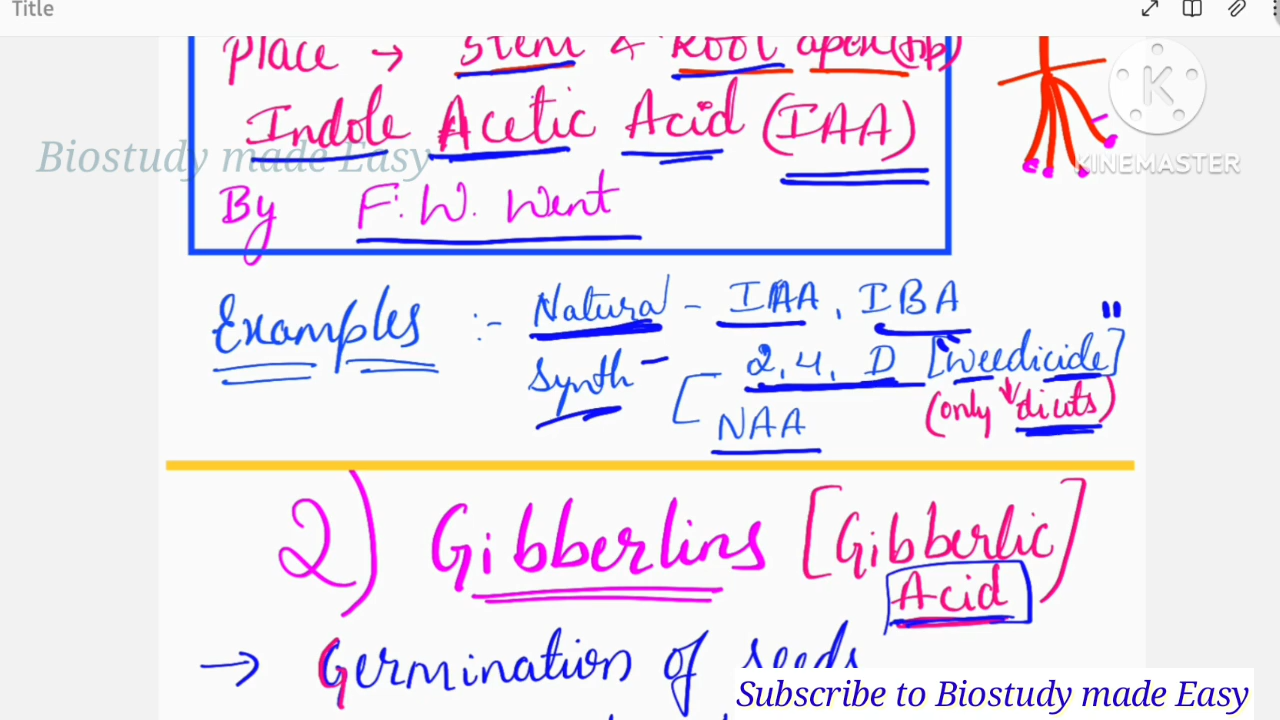 Title
Place → Stem & Root apex(tip)
Indole Acetic Acid (IAA)
Biostudy made Easy
KINEMASTER
By F.W. Went
Examples :- Natural - IAA, IBA
Synth - [ 2,4, D ["weedicide"]
NAA (only dicots)
2) Gibberlins [Gibberlic
Acid]
→ Germination of seeds
Subscribe to Biostudy made Easy